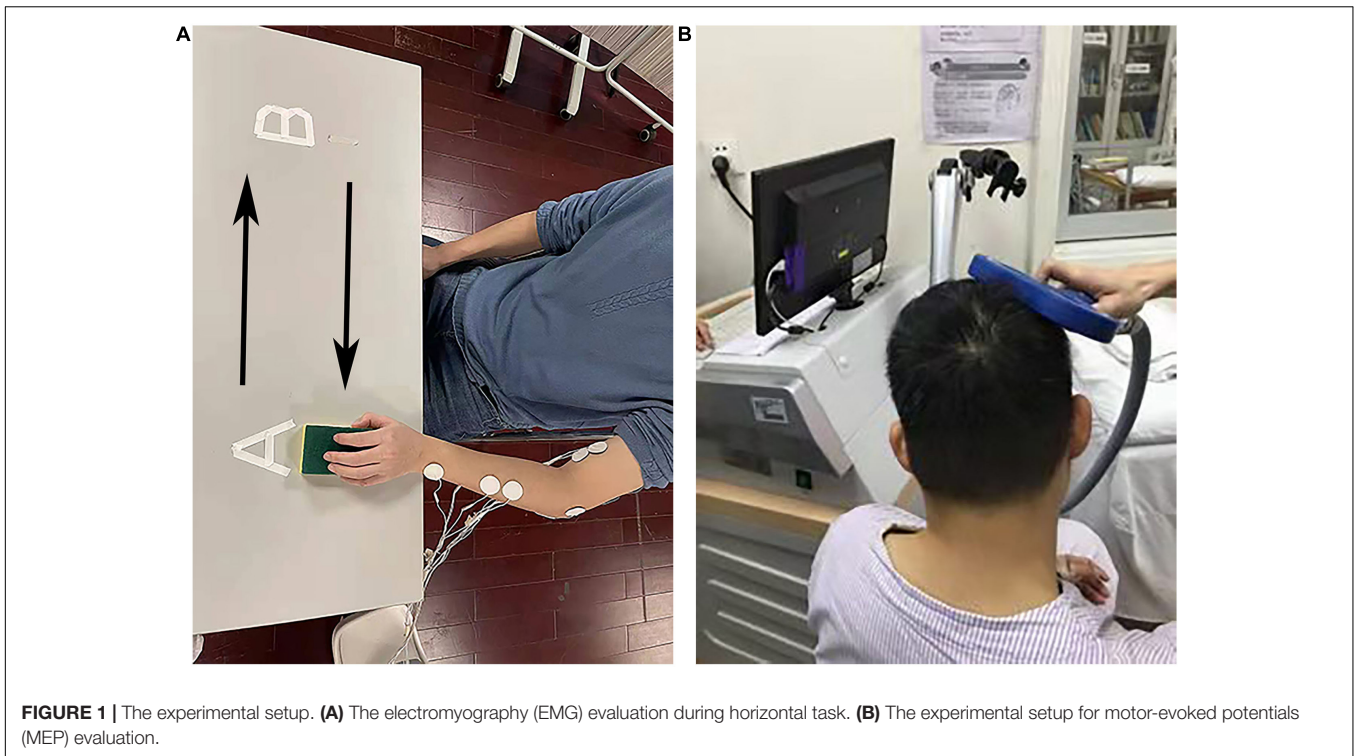 A
B
B
A
FIGURE 1 | The experimental setup. (A) The electromyography (EMG) evaluation during horizontal task. (B) The experimental setup for motor-evoked potentials
(MEP) evaluation.